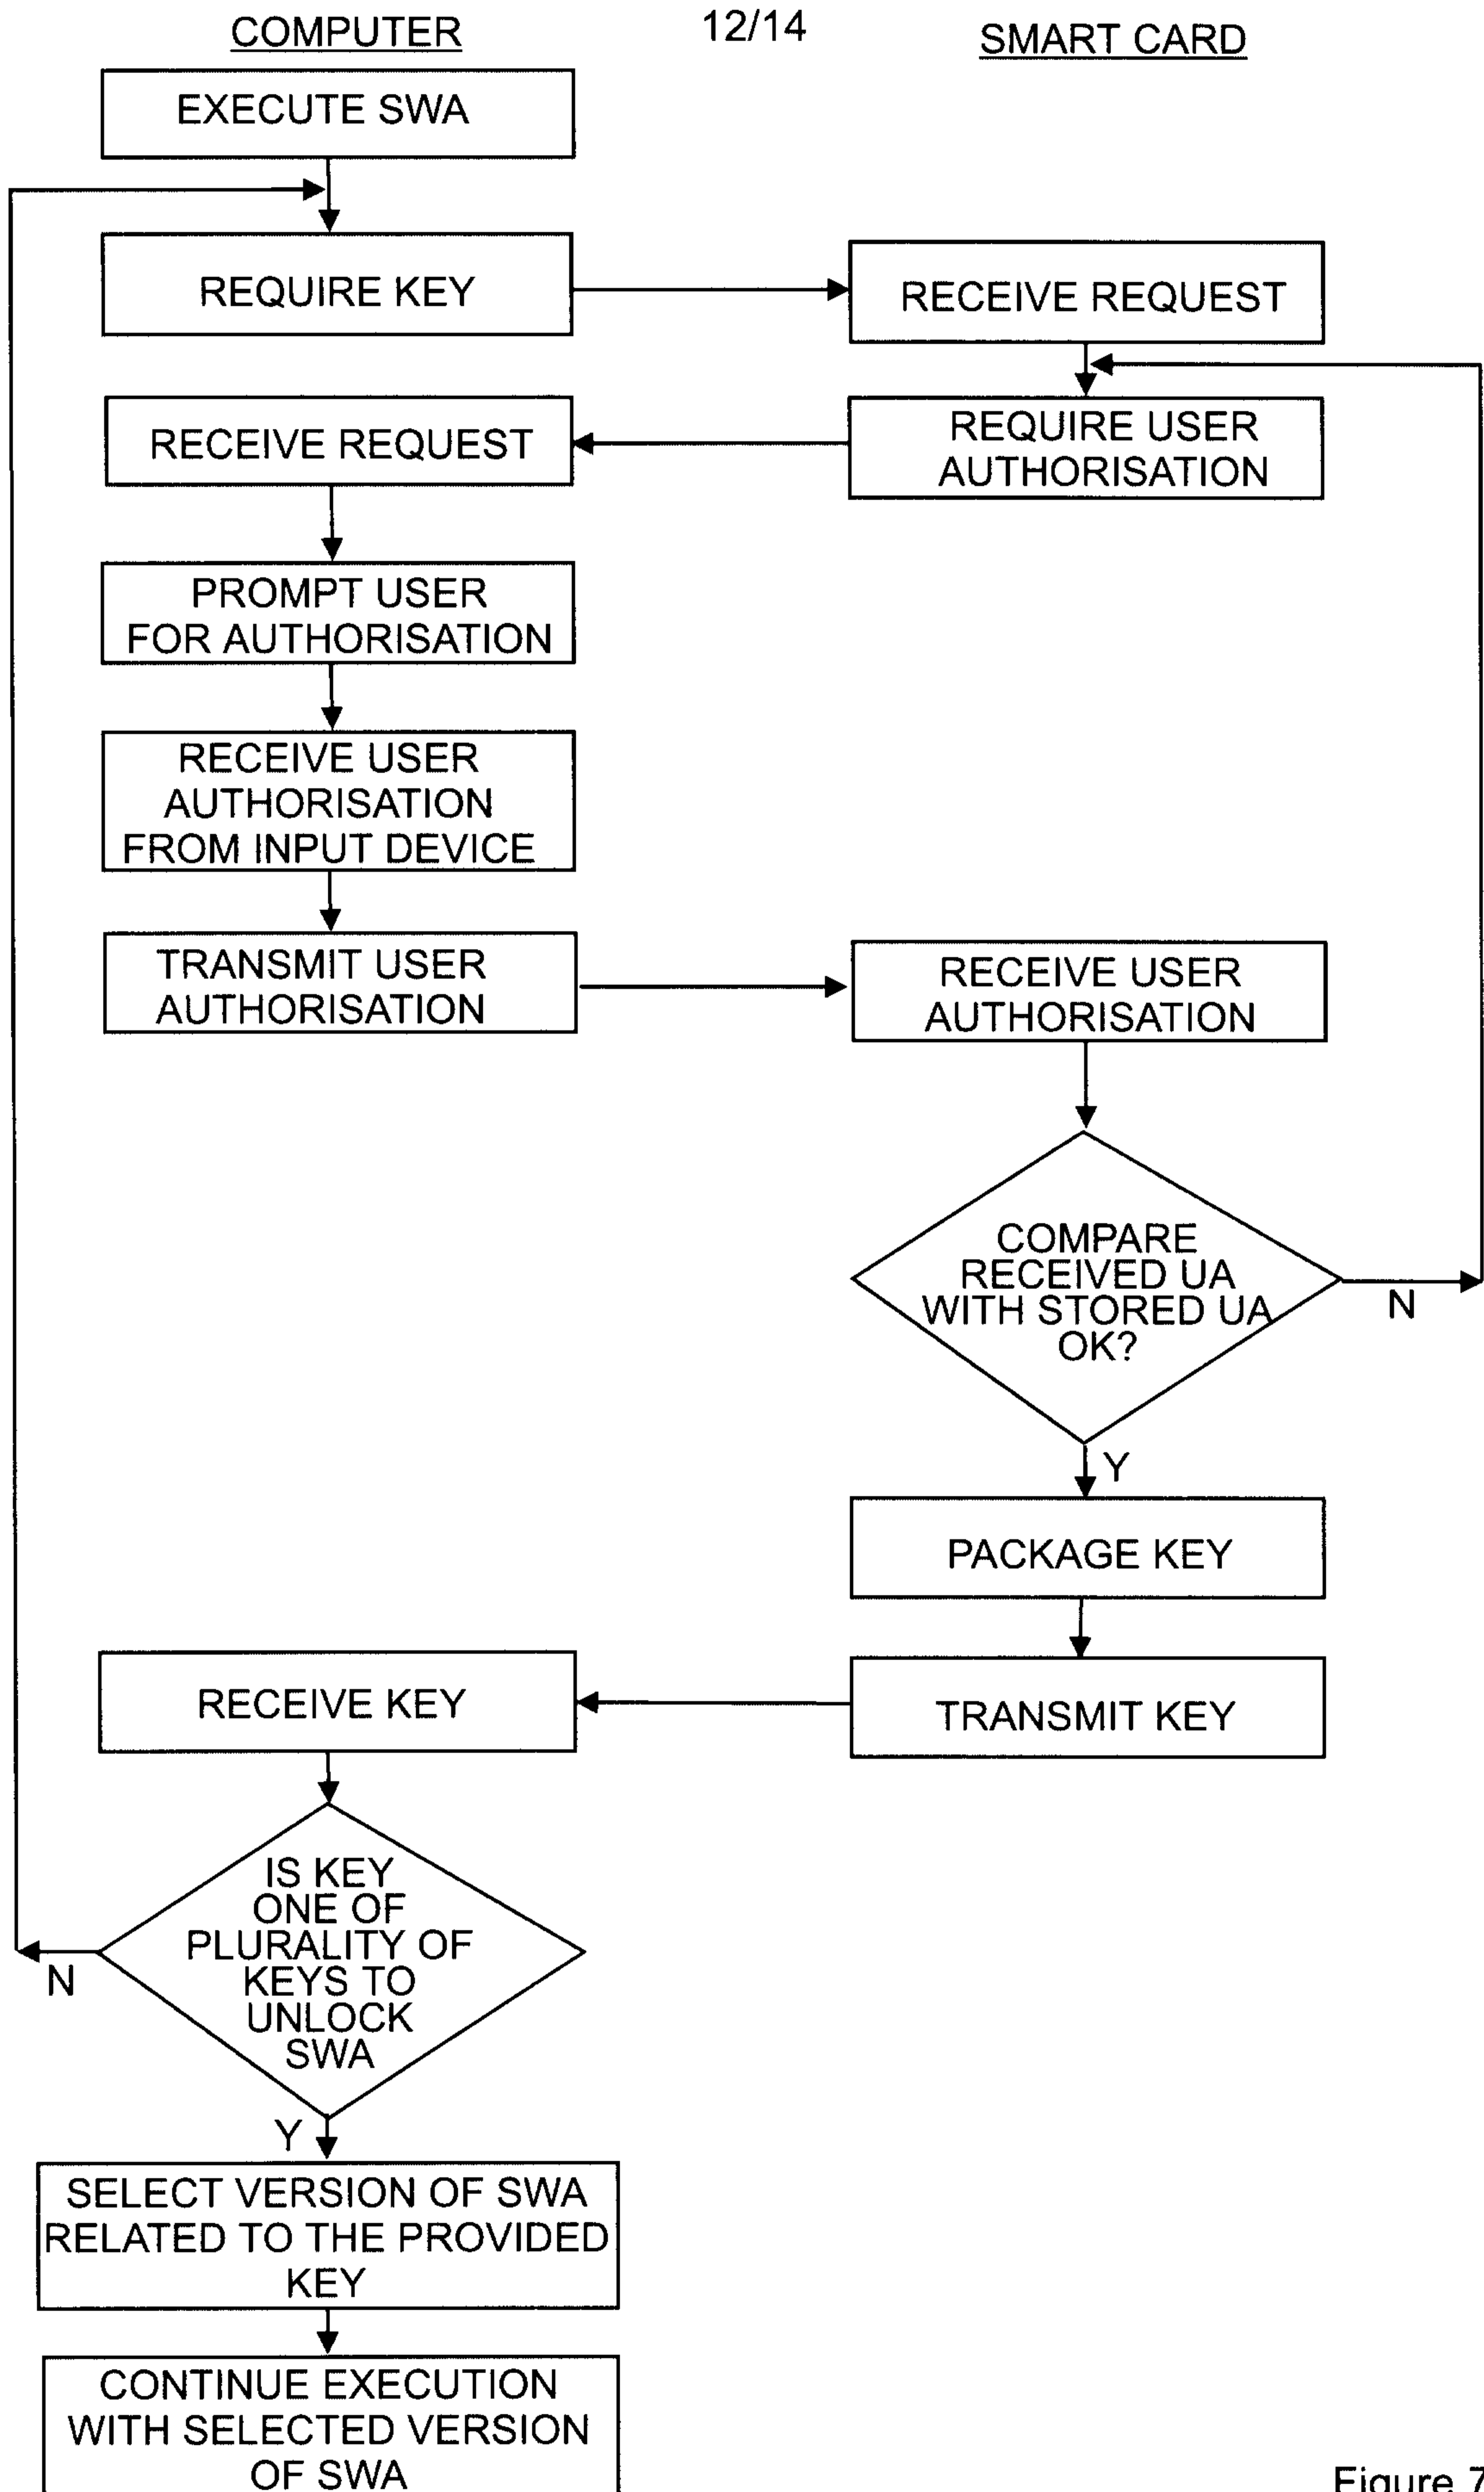 COMPUTER
12/14
SMART CARD
EXECUTE SWA
REQUIRE KEY
RECEIVE REQUEST
REQUIRE USER
AUTHORISATION
RECEIVE REQUEST
PROMPT USER
FOR AUTHORISATION
RECEIVE USER
AUTHORISATION
FROM INPUT DEVICE
TRANSMIT USER
AUTHORISATION
RECEIVE USER
AUTHORISATION
COMPARE
RECEIVED UA
WITH STORED UA
OK?
N
Y
PACKAGE KEY
TRANSMIT KEY
RECEIVE KEY
IS KEY
ONE OF
PLURALITY OF
KEYS TO
UNLOCK
SWA
N
Y
SELECT VERSION OF SWA
RELATED TO THE PROVIDED
KEY
CONTINUE EXECUTION
WITH SELECTED VERSION
OF SWA
Figure 7